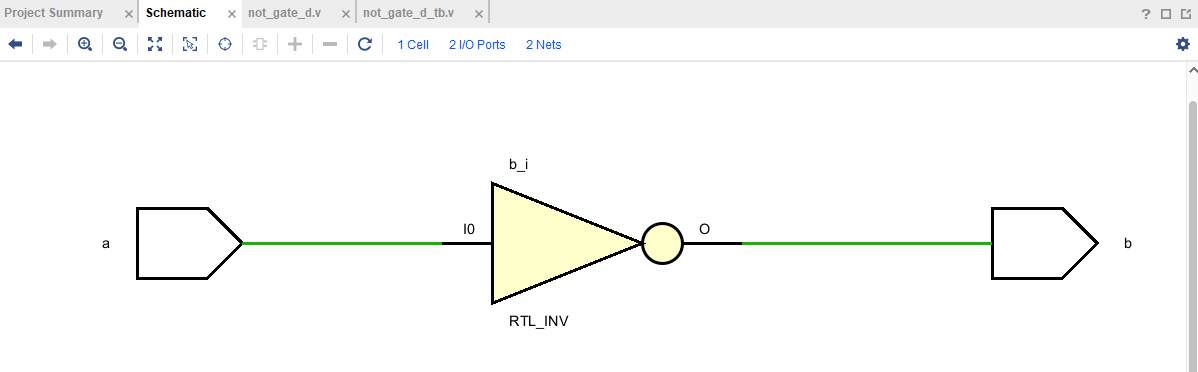 Project Summary × Schematic × not_gate_d.v × not_gate_d_tb.v × ?
1 Cell 2 I/O Ports 2 Nets
b_i
a I0 O b
RTL_INV